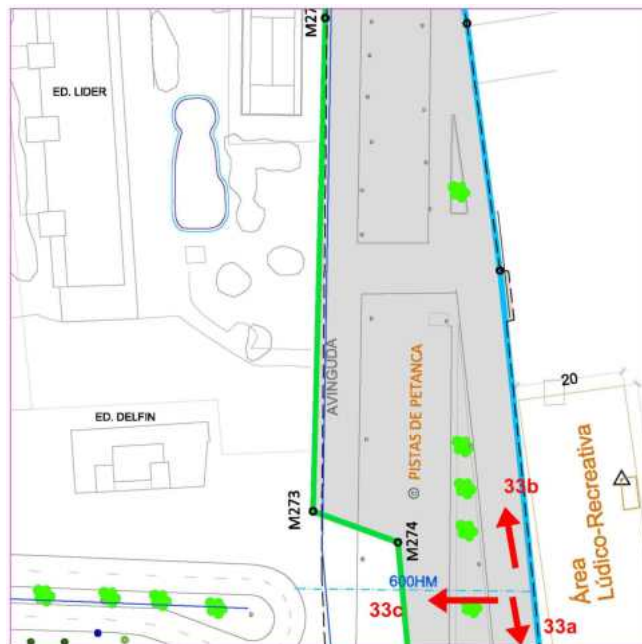 M27
ED. LIDER
AVINGUDA
PISTAS DE PETANCA
20
ED. DELFIN
33b
M273
M274
Área
Lúdico-Recreativa
600HM
33c
33a